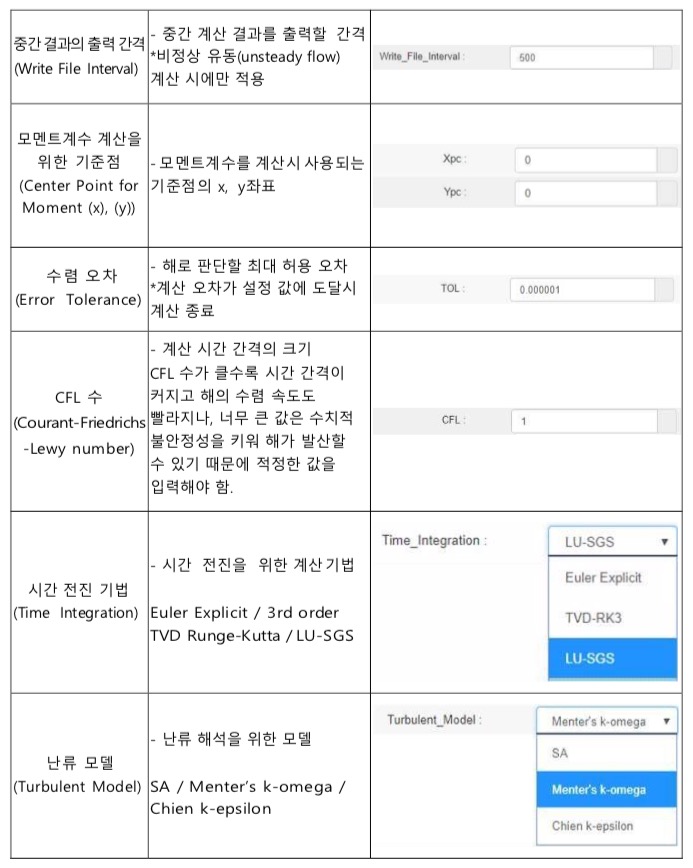 중간 결과의 출력 간격
(Write File Interval)
- 중간 계산 결과를 출력할 간격
*비정상 유동(unsteady flow)
계산 시에만 적용
Write_File_Interval :
500
모멘트계수 계산을
위한 기준점
(Center Point for
Moment (x), (y))
- 모멘트계수를 계산시 사용되는
기준점의 x, y좌표
Xpc :
0
Ypc :
0
수렴 오차
(Error Tolerance)
- 해로 판단할 최대 허용 오차
*계산 오차가 설정 값에 도달시
계산 종료
TOL :
0.000001
CFL 수
(Courant-Friedrichs
-Lewy number)
- 계산 시간 간격의 크기
CFL 수가 클수록 시간 간격이
커지고 해의 수렴 속도도
빨라지나, 너무 큰 값은 수치적
불안정성을 키워 해가 발산할
수 있기 때문에 적정한 값을
입력해야 함.
CFL :
1
시간 전진 기법
(Time Integration)
- 시간 전진을 위한 계산기법
Euler Explicit / 3rd order
TVD Runge-Kutta / LU-SGS
Time_Integration :
LU-SGS
Euler Explicit
TVD-RK3
LU-SGS
난류 모델
(Turbulent Model)
- 난류 해석을 위한 모델
SA / Menter's k-omega /
Chien k-epsilon
Turbulent_Model :
Menter's k-omega
SA
Menter's k-omega
Chien k-epsilon